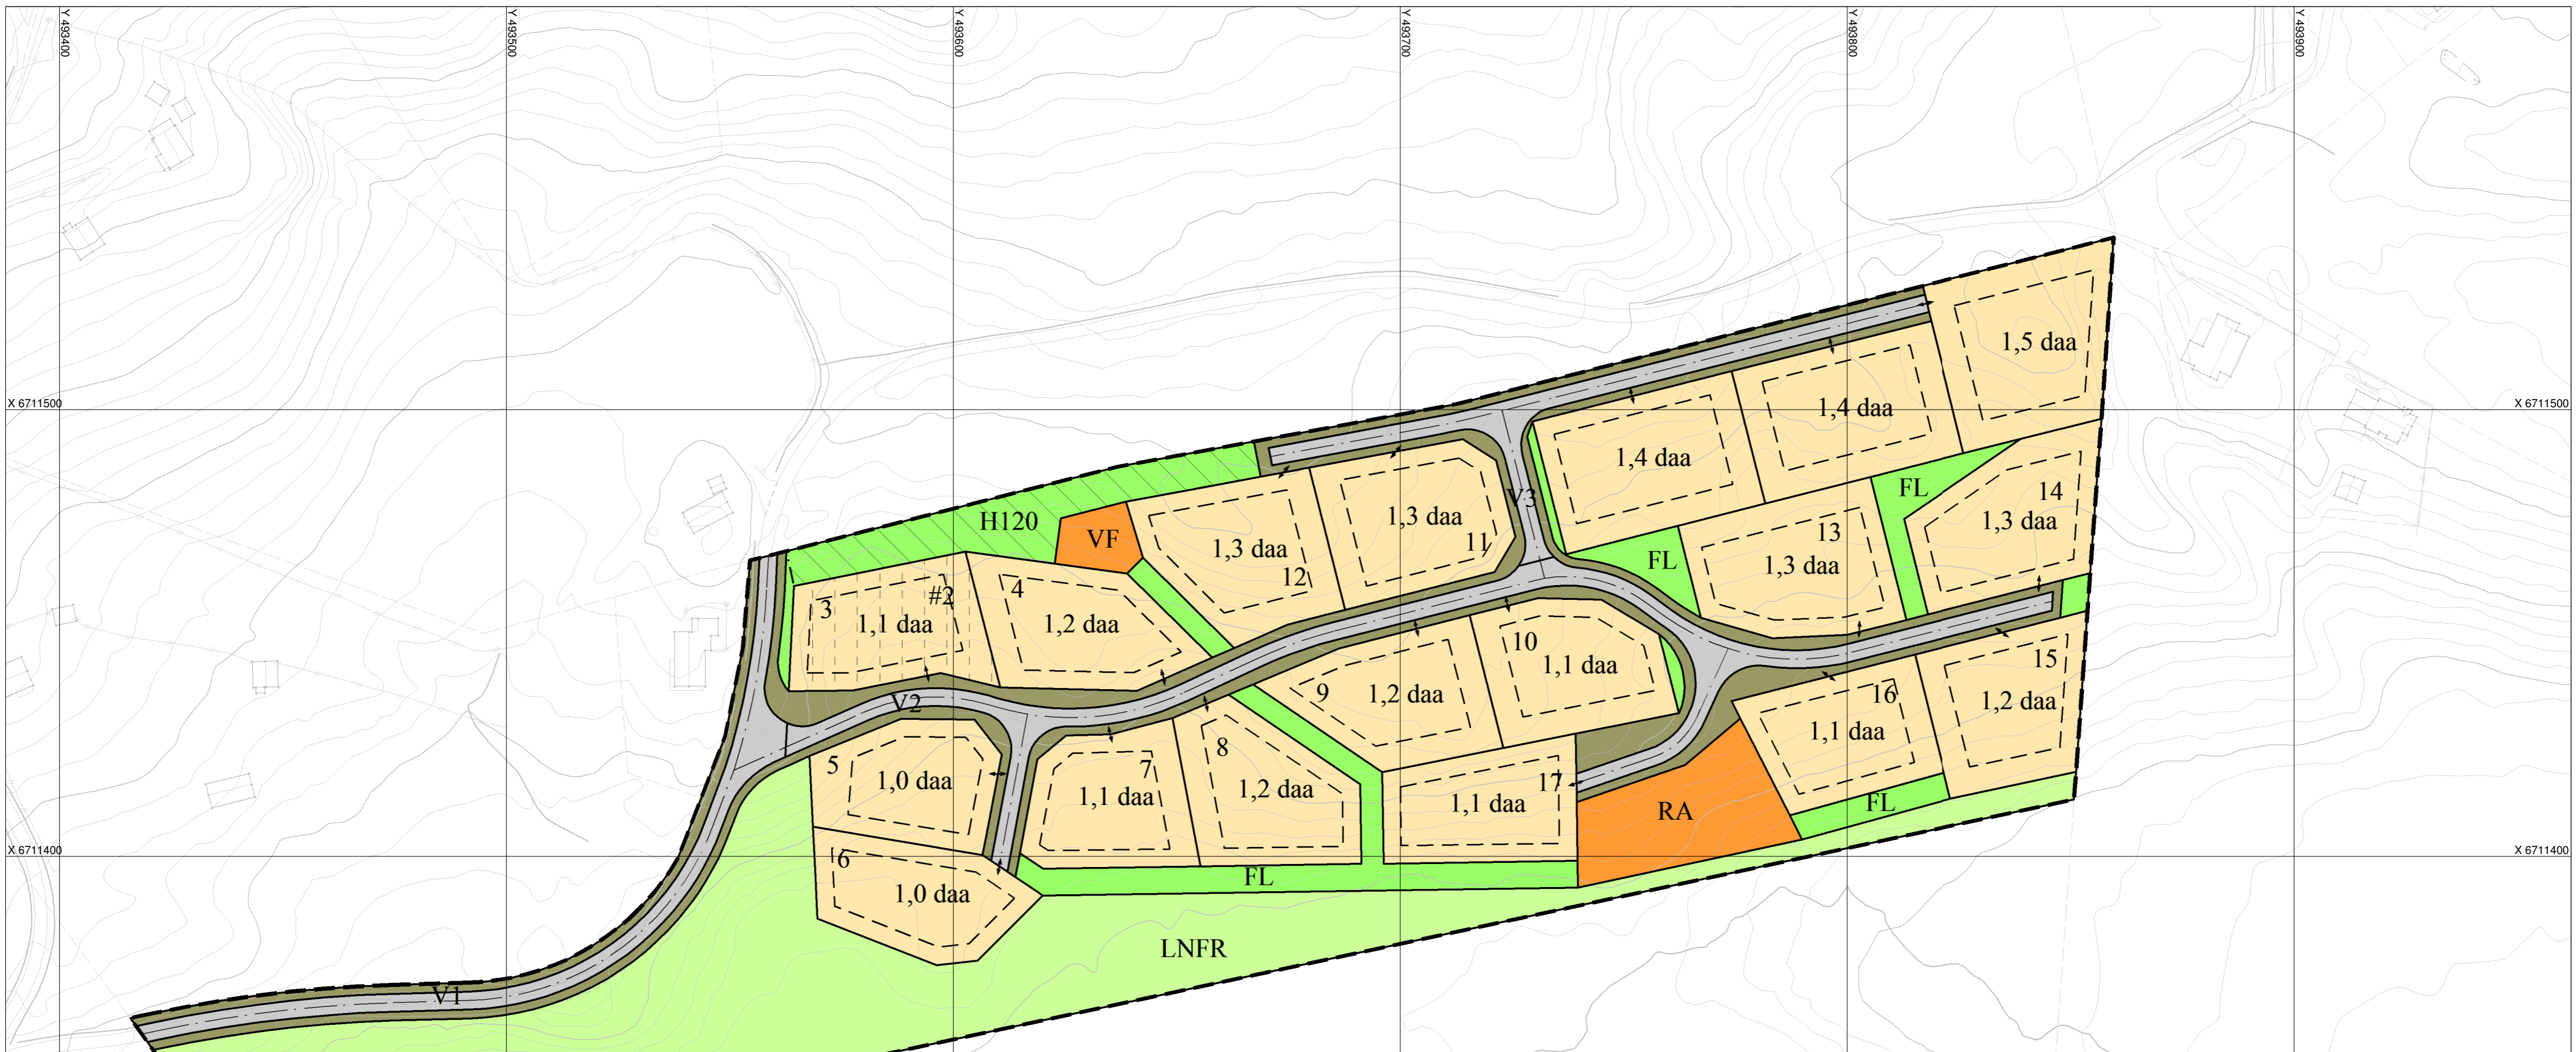 Y 493400
Y 493500
Y 493600
Y 493700
Y 493800
Y 493900
X 6711500
X 6711500
1,5 daa
1,4 daa
1,4 daa
FL
14
1,3 daa
V3
1,3 daa
11
H120
VF
1,3 daa
12
FL
13
1,3 daa
3
#2
1,1 daa
4
1,2 daa
10
1,1 daa
9
1,2 daa
15
1,2 daa
16
1,1 daa
V2
5
1,0 daa
7
1,1 daa
8
1,2 daa
17
1,1 daa
RA
FL
X 6711400
X 6711400
6
1,0 daa
FL
LNFR
V1